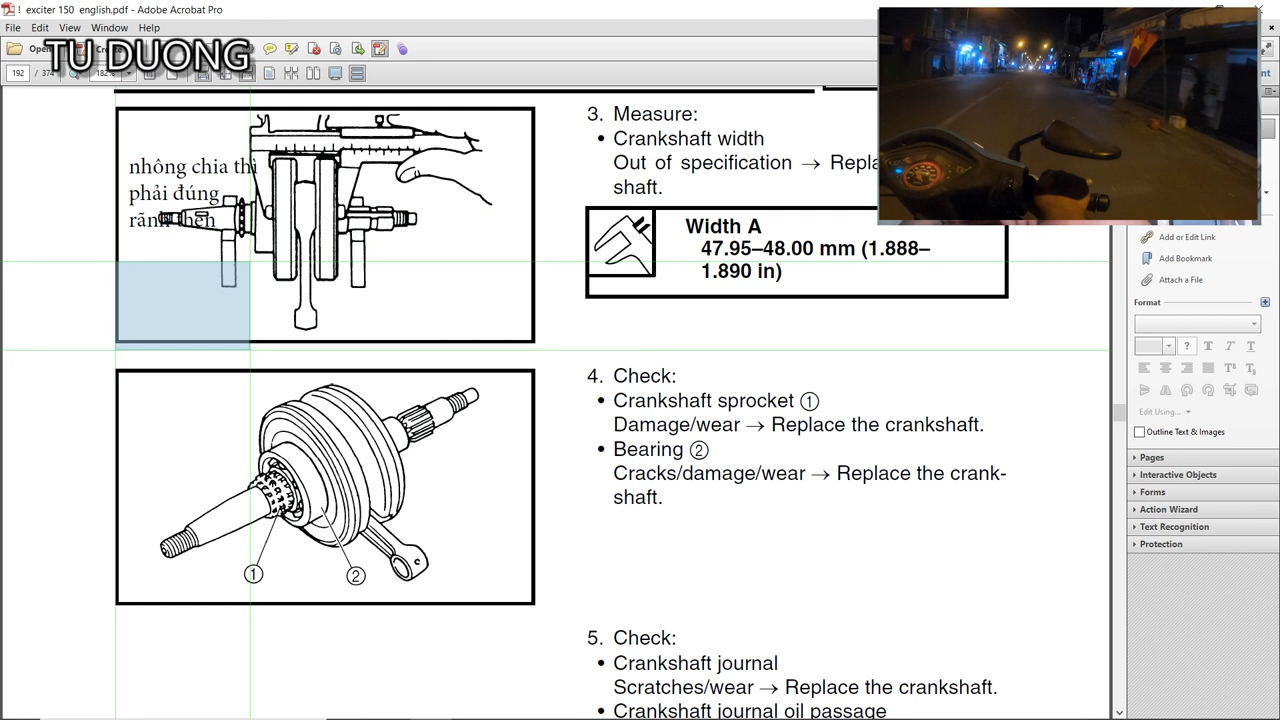 ! exciter 150 english.pdf - Adobe Acrobat Pro
File Edit View Window Help
Open
TU DUONG
192 / 374
182%
nhông chia thì
phải đúng
rãnh then
3. Measure:
• Crankshaft width
Out of specification →
shaft.
Width A
47.95–48.00 mm (1.888–
1.890 in)
4. Check:
• Crankshaft sprocket ①
Damage/wear → Replace the crankshaft.
• Bearing ②
Cracks/damage/wear → Replace the crank-
shaft.
① ②
5. Check:
• Crankshaft journal
Scratches/wear → Replace the crankshaft.
• Crankshaft journal oil passage
Add or Edit Link
Add Bookmark
Attach a File
Format
Edit Using...
Outline Text & Images
Pages
Interactive Objects
Forms
Action Wizard
Text Recognition
Protection